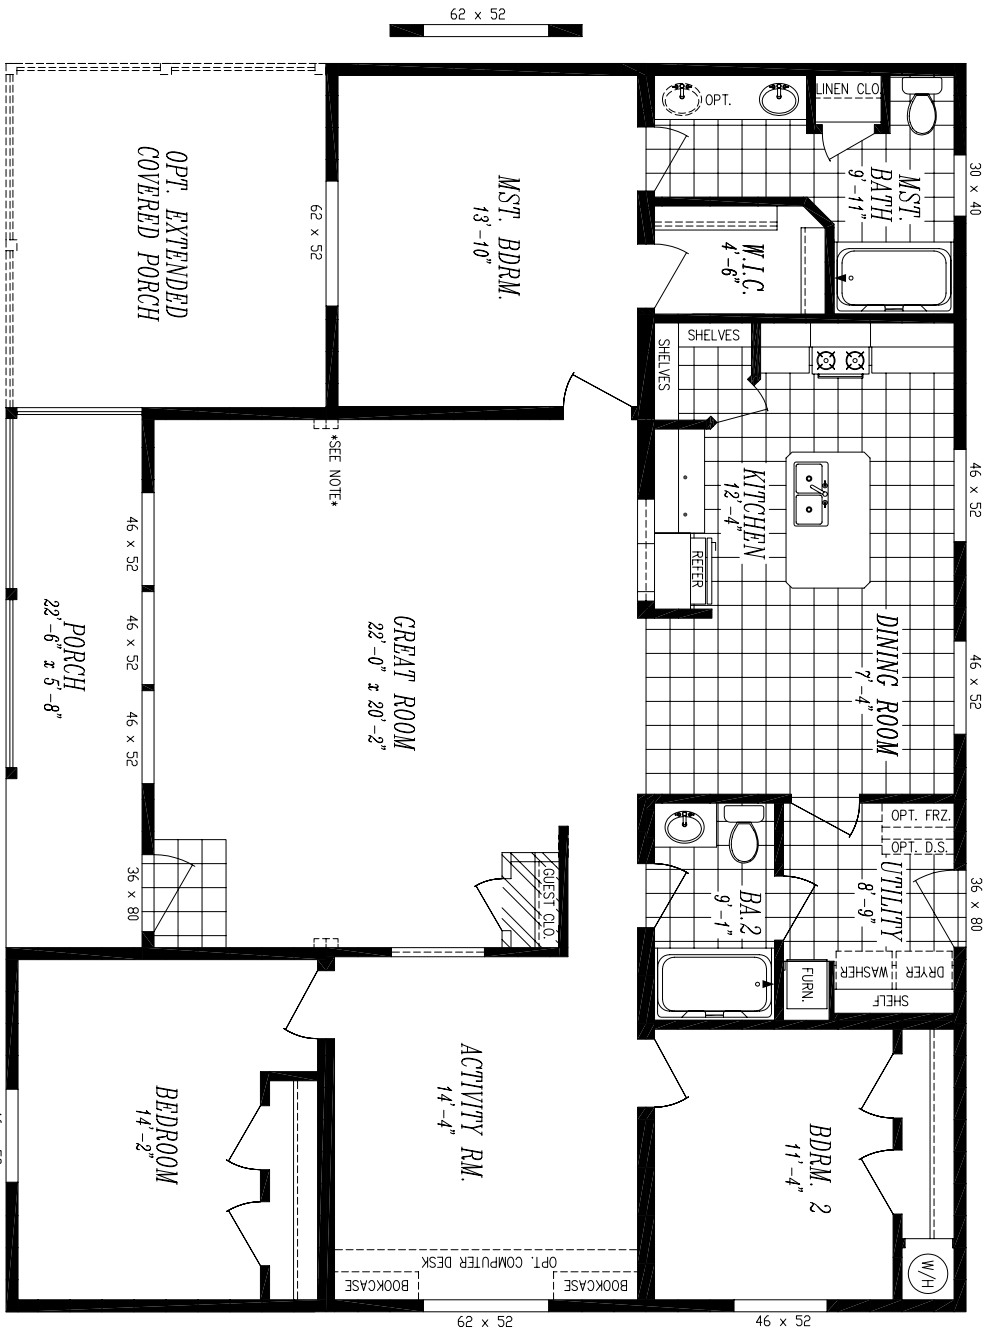 62 x 52
LINEN CLO.
OPT.
MST.
BATH
9'-11"
30 x 40
OPT. EXTENDED
COVERED PORCH
62 x 52
MST. BDRM.
13'-10"
W.I.C.
4'-6"
SHELVES
SHELVES
*SEE NOTE*
KITCHEN
12'-4"
46 x 52
REFER
46 x 52
46 x 52
46 x 52
PORCH
22'-6" x 5'-8"
GREAT ROOM
22'-0" x 20'-2"
DINING ROOM
7'-4"
46 x 52
OPT. FRZ.
OPT. D.S.
36 x 80
GUEST CLO.
BA.2
9'-1"
UTILITY
8'-9"
36 x 80
FURN.
WASHER
DRYER
SHELF
BEDROOM
14'-2"
ACTIVITY RM.
14'-4"
BDRM. 2
11'-4"
OPT. COMPUTER DESK
BOOKCASE
BOOKCASE
W/H
62 x 52
46 x 52